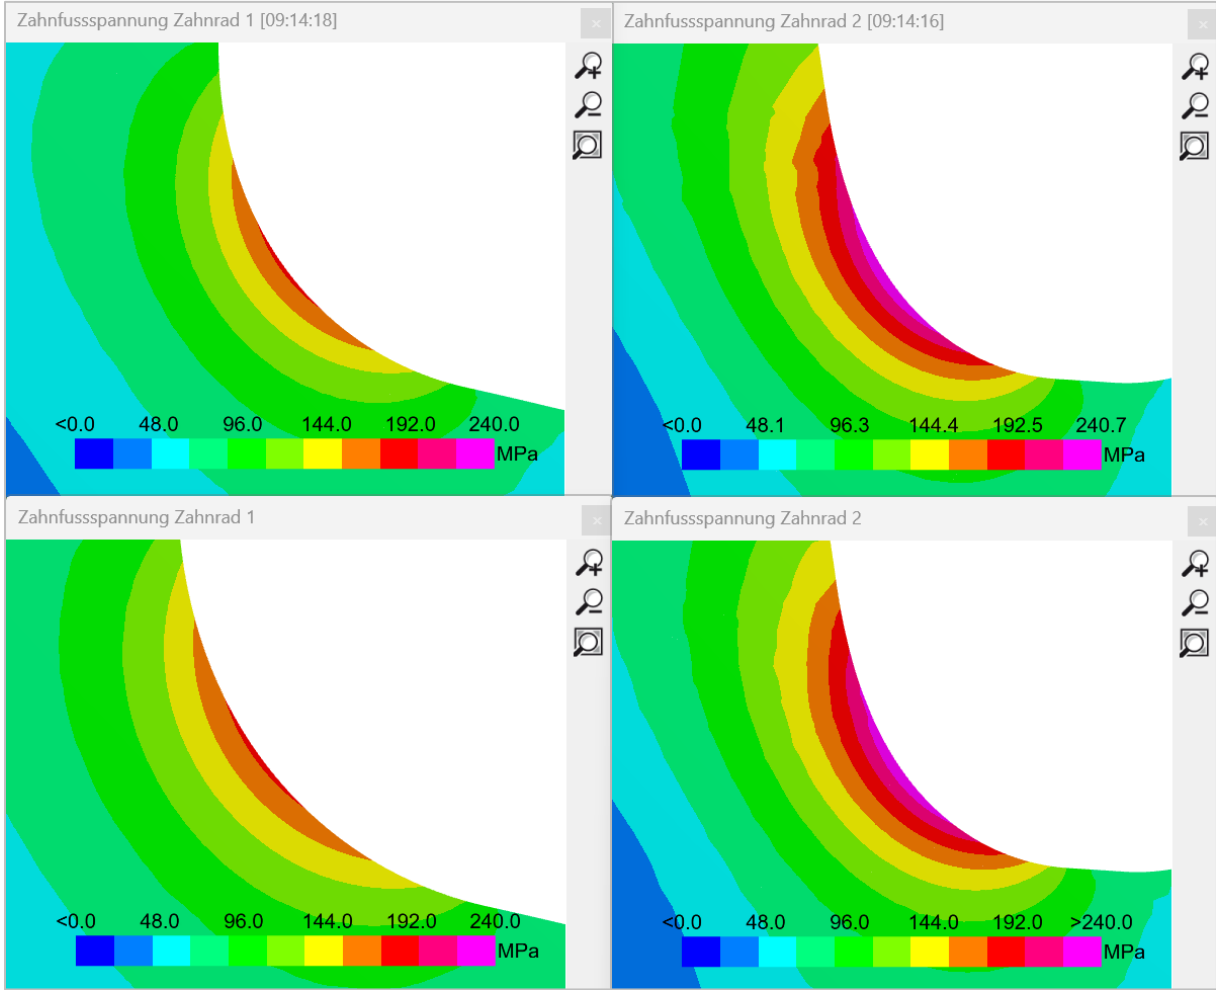 Zahnfussspannung Zahnrad 1 [09:14:18]
<0.0 48.0 96.0 144.0 192.0 240.0
MPa
Zahnfussspannung Zahnrad 2 [09:14:16]
<0.0 48.1 96.3 144.4 192.5 240.7
MPa
Zahnfussspannung Zahnrad 1
<0.0 48.0 96.0 144.0 192.0 240.0
MPa
Zahnfussspannung Zahnrad 2
<0.0 48.0 96.0 144.0 192.0 >240.0
MPa